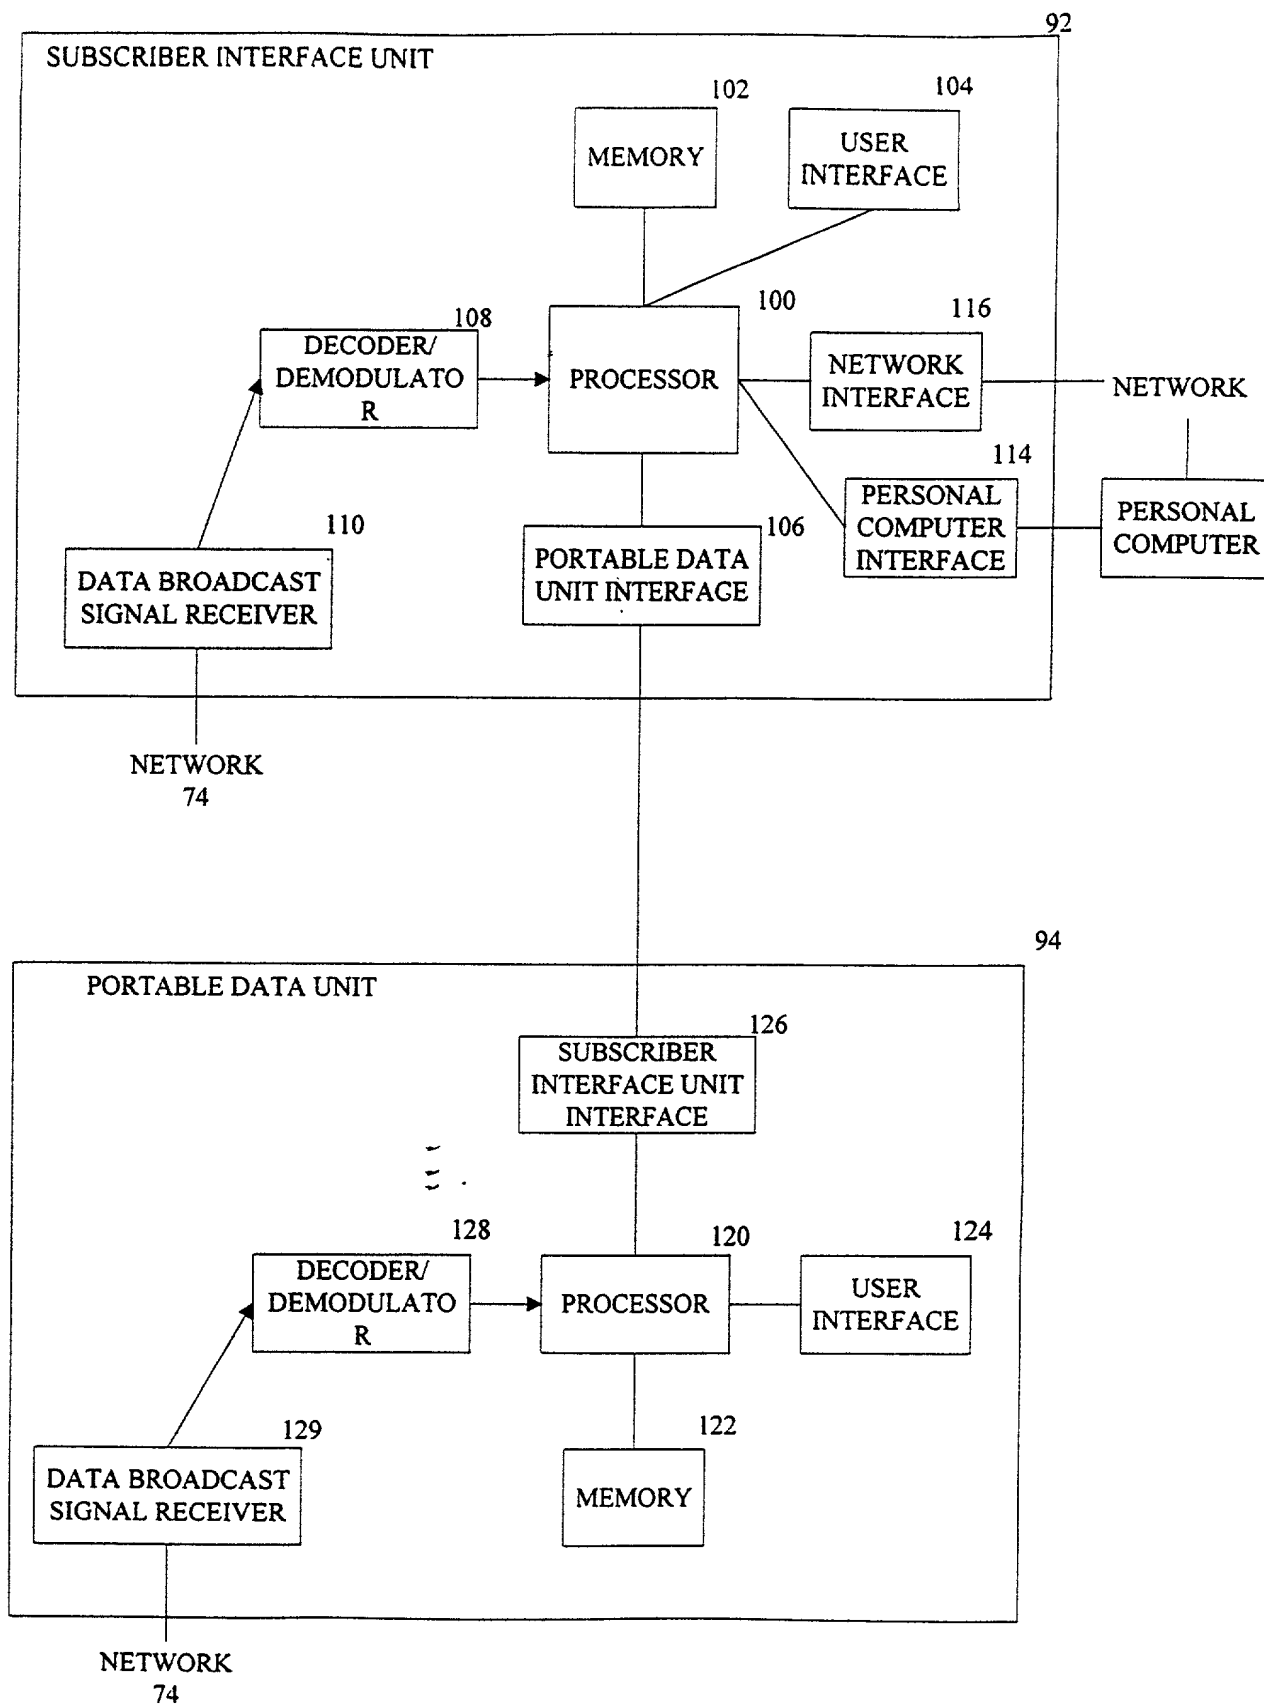 92
SUBSCRIBER INTERFACE UNIT
102
104
MEMORY
USER
INTERFACE
108
100
116
DECODER/
DEMODULATO
R
PROCESSOR
NETWORK
INTERFACE
NETWORK
114
110
106
PERSONAL
COMPUTER
INTERFACE
PERSONAL
COMPUTER
DATA BROADCAST
SIGNAL RECEIVER
PORTABLE DATA
UNIT INTERFACE
NETWORK
74
94
PORTABLE DATA UNIT
126
SUBSCRIBER
INTERFACE UNIT
INTERFACE
128
120
124
DECODER/
DEMODULATO
R
PROCESSOR
USER
INTERFACE
129
122
DATA BROADCAST
SIGNAL RECEIVER
MEMORY
NETWORK
74